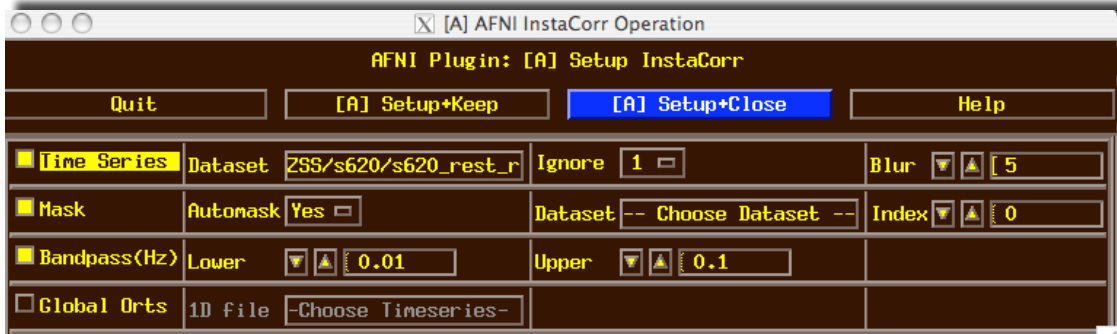 [A] AFNI InstaCorr Operation
AFNI Plugin: [A] Setup InstaCorr
Quit [A] Setup+Keep [A] Setup+Close Help
Time Series Dataset ZSS/s620/s620_rest_r Ignore 1 Blur 5
Mask Automask Yes Dataset -- Choose Dataset -- Index 0
Bandpass(Hz) Lower 0.01 Upper 0.1
Global Orts 1D file -Choose Timeseries-